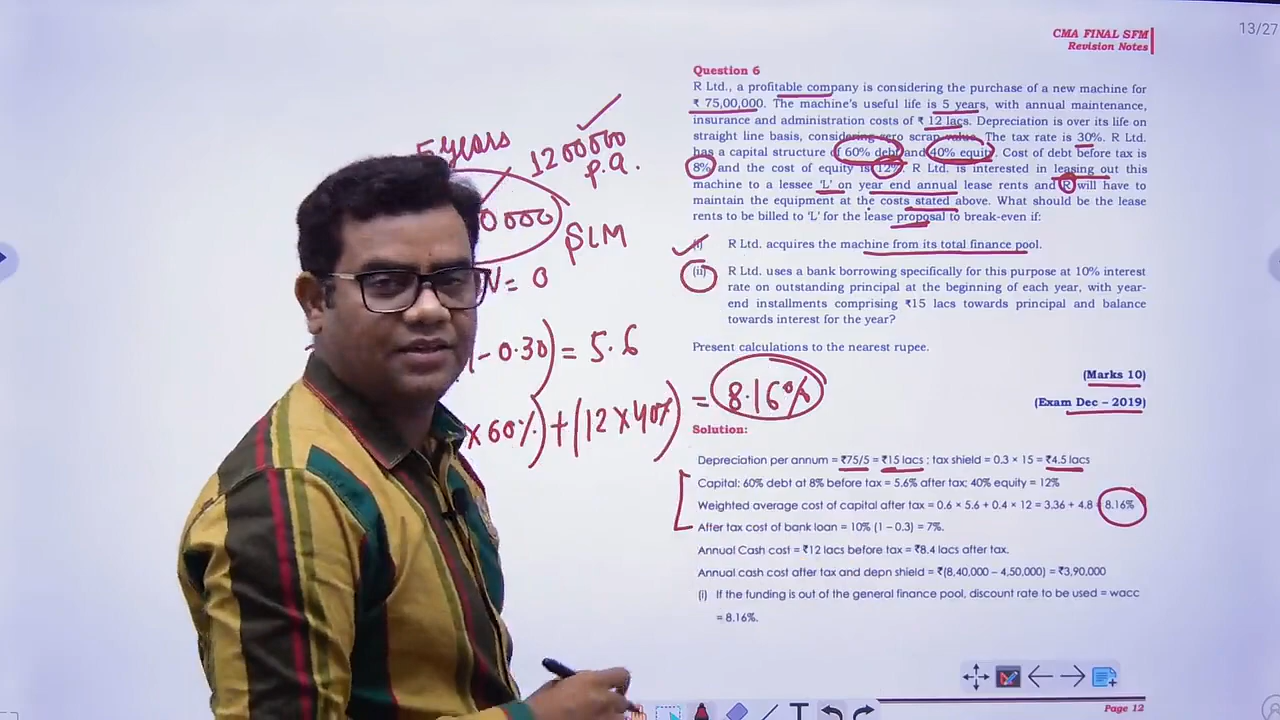 CMA FINAL SFM
Revision Notes
13/27
Question 6
R Ltd., a profitable company is considering the purchase of a new machine for
₹ 75,00,000. The machine's useful life is 5 years, with annual maintenance,
insurance and administration costs of ₹ 12 lacs. Depreciation is over its life on
straight line basis, considering zero scrap value. The tax rate is 30%. R Ltd.
has a capital structure of 60% debt and 40% equity. Cost of debt before tax is
8% and the cost of equity is 12%. R Ltd. is interested in leasing out this
machine to a lessee 'L' on year end annual lease rents and R will have to
maintain the equipment at the costs stated above. What should be the lease
rents to be billed to 'L' for the lease proposal to break-even if:
(i) R Ltd. acquires the machine from its total finance pool.
(ii) R Ltd. uses a bank borrowing specifically for this purpose at 10% interest
rate on outstanding principal at the beginning of each year, with year-
end installments comprising ₹15 lacs towards principal and balance
towards interest for the year?
Present calculations to the nearest rupee.
(Marks 10)
(Exam Dec – 2019)
Solution:
Depreciation per annum = ₹75/5 = ₹15 lacs ; tax shield = 0.3 × 15 = ₹4.5 lacs
Capital: 60% debt at 8% before tax = 5.6% after tax; 40% equity = 12%
Weighted average cost of capital after tax = 0.6 × 5.6 + 0.4 × 12 = 3.36 + 4.8 8.16%
After tax cost of bank loan = 10% (1 – 0.3) = 7%.
Annual Cash cost = ₹12 lacs before tax = ₹8.4 lacs after tax.
Annual cash cost after tax and depn shield = ₹(8,40,000 – 4,50,000) = ₹3,90,000
(i) If the funding is out of the general finance pool, discount rate to be used = wacc
= 8.16%.
Page 12
5 years
1200000
p.a.
0000
SLM
V = 0
- 0.30) = 5.6
× 60%) + (12 × 40%) = 8.16%
T